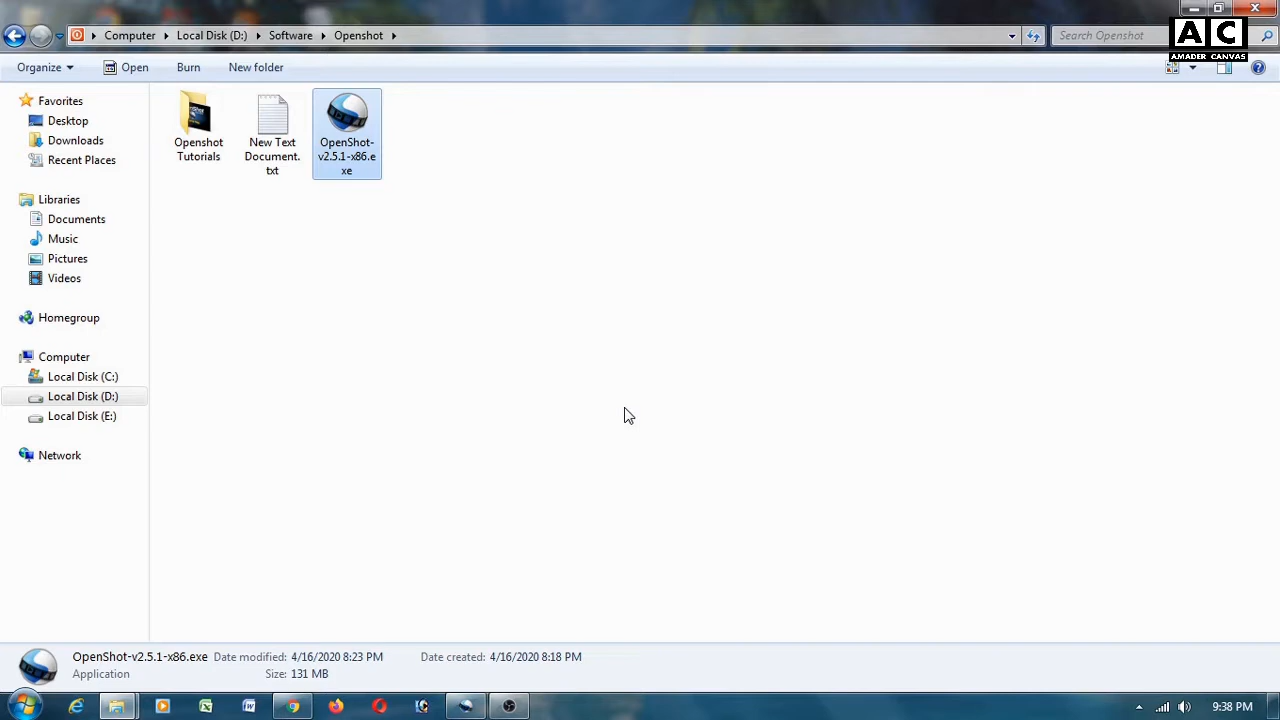 Computer
Local Disk (D:)
Software
Openshot
Search Openshot
AC
AMADER CANVAS
Organize
Open
Burn
New folder
Favorites
Desktop
Downloads
Recent Places
Libraries
Documents
Music
Pictures
Videos
Homegroup
Computer
Local Disk (C:)
Local Disk (D:)
Local Disk (E:)
Network
Openshot
Tutorials
New Text
Document.
txt
OpenShot-
v2.5.1-x86.e
xe
OpenShot-v2.5.1-x86.exe Date modified: 4/16/2020 8:23 PM Date created: 4/16/2020 8:18 PM
Application Size: 131 MB
9:38 PM